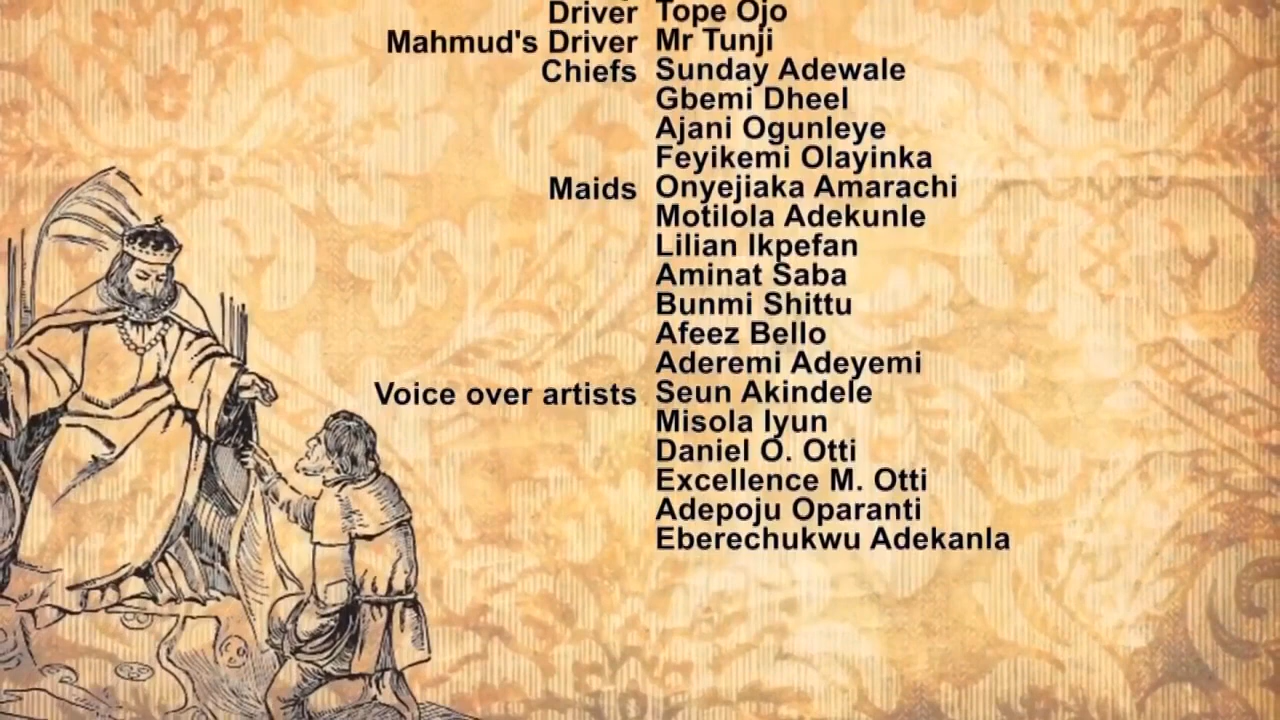 Driver Tope Ojo
Mahmud's Driver Mr Tunji
Chiefs Sunday Adewale
Gbemi Dheel
Ajani Ogunleye
Feyikemi Olayinka
Maids Onyejiaka Amarachi
Motilola Adekunle
Lilian Ikpefan
Aminat Saba
Bunmi Shittu
Afeez Bello
Aderemi Adeyemi
Voice over artists Seun Akindele
Misola Iyun
Daniel O. Otti
Excellence M. Otti
Adepoju Oparanti
Eberechukwu Adekanla